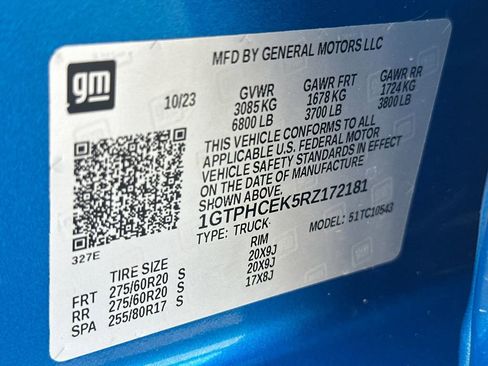 MFD BY GENERAL MOTORS LLC
gm
10/23 GVWR GAWR FRT GAWR RR
3085 KG 1678 KG 1724 KG
6800 LB 3700 LB 3800 LB
THIS VEHICLE CONFORMS TO ALL
APPLICABLE U.S. FEDERAL MOTOR
VEHICLE SAFETY STANDARDS IN EFFECT
ON THE DATE OF MANUFACTURE
SHOWN ABOVE.
1GTPHCEK5RZ172181
TYPE: TRUCK MODEL: 51TC10543
327E
TIRE SIZE RIM
FRT 275/60R20 S 20X9J
RR 275/60R20 S 20X9J
SPA 255/80R17 S 17X8J